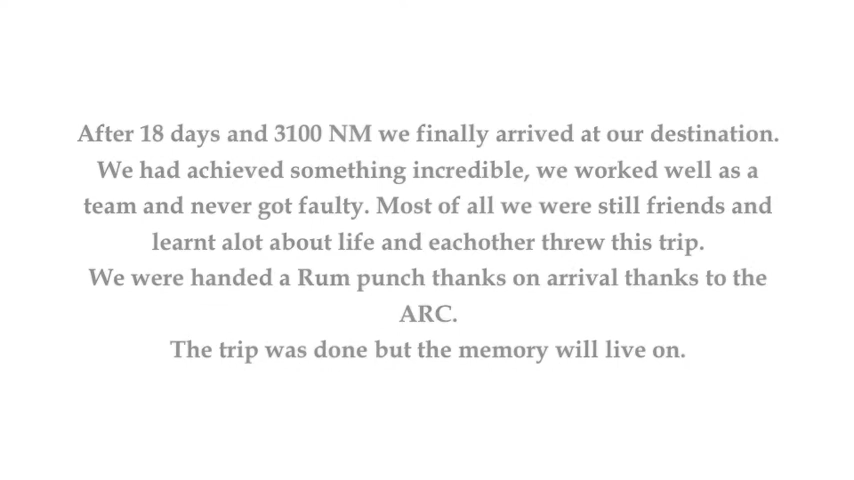 After 18 days and 3100 NM we finally arrived at our destination.
We had achieved something incredible, we worked well as a
team and never got faulty. Most of all we were still friends and
learnt alot about life and eachother threw this trip.
We were handed a Rum punch thanks on arrival thanks to the
ARC.
The trip was done but the memory will live on.